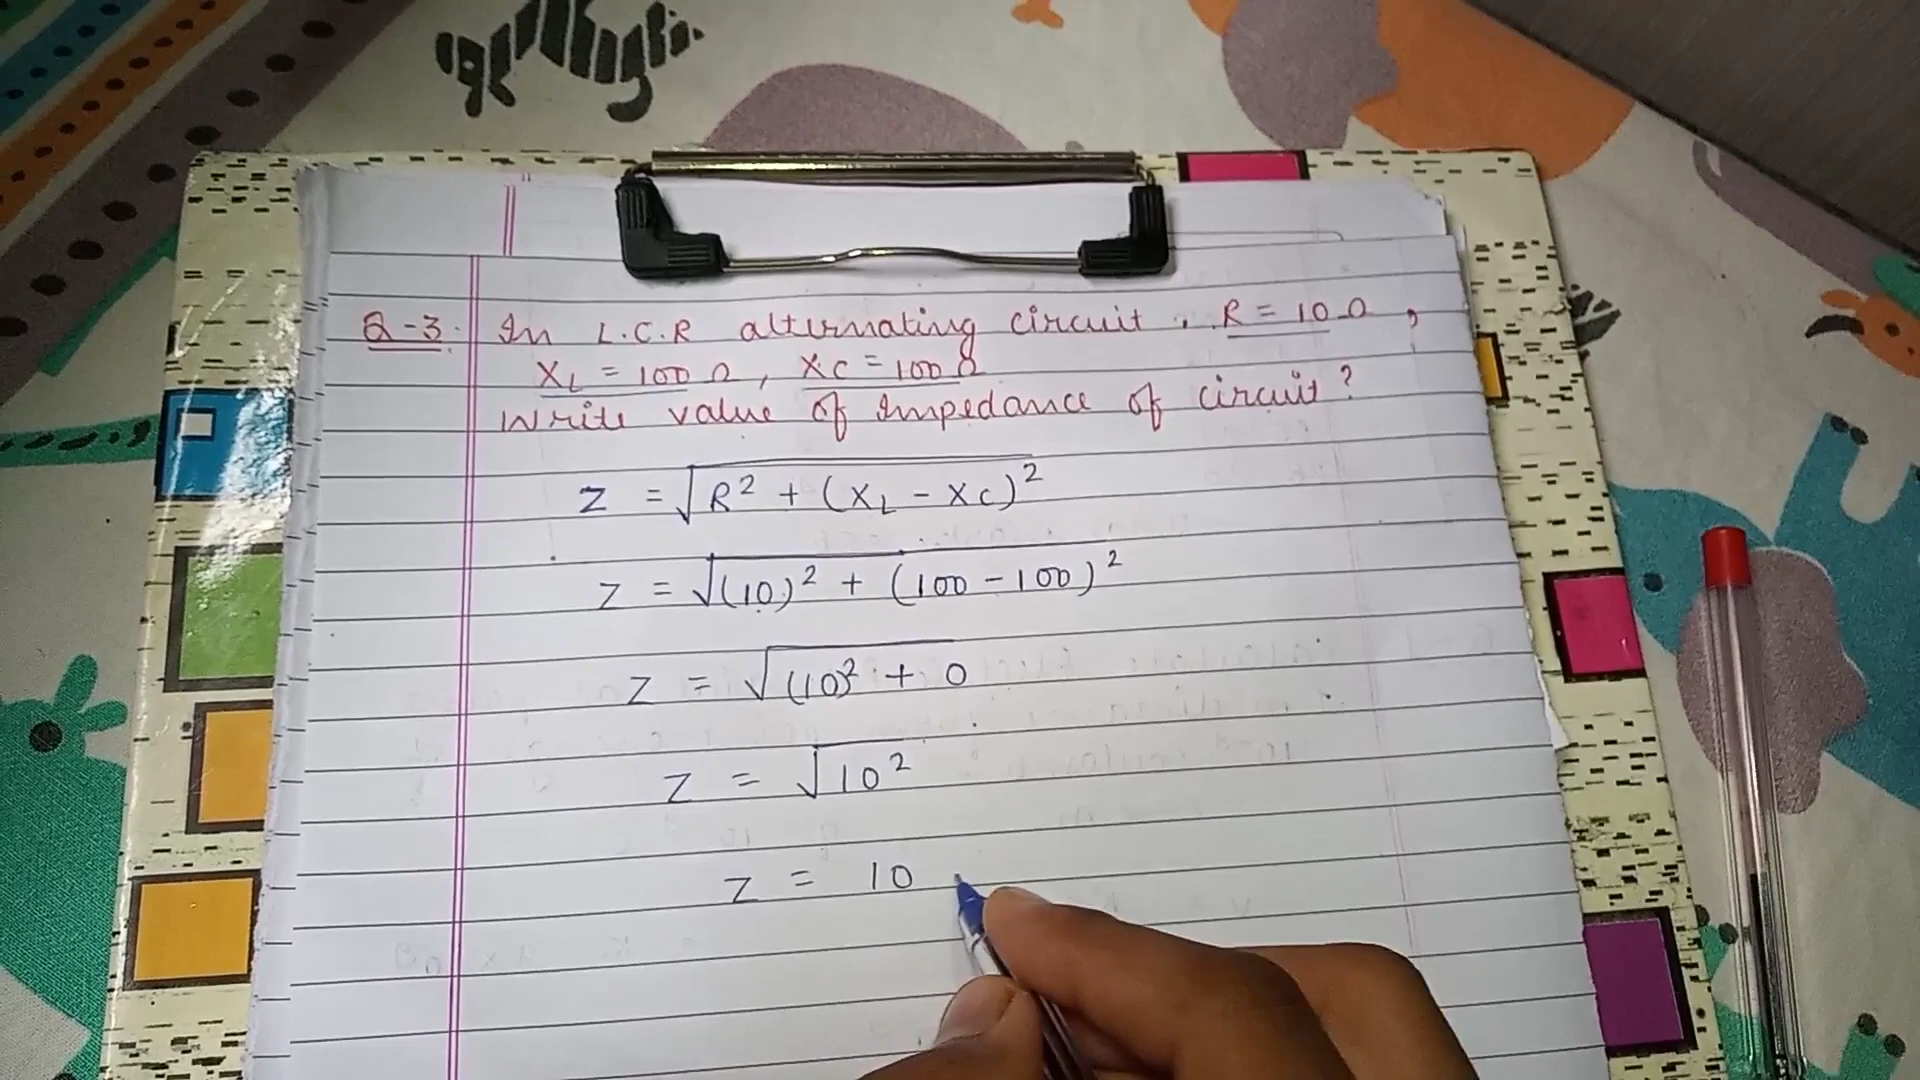 Q-3. In L.C.R alternating circuit, R = 10 Ω,
XL = 100 Ω, XC = 100 Ω
Write value of Impedance of circuit?
Z = √R² + (XL - XC)²
Z = √(10)² + (100 - 100)²
Z = √(10)² + 0
Z = √10²
Z = 10